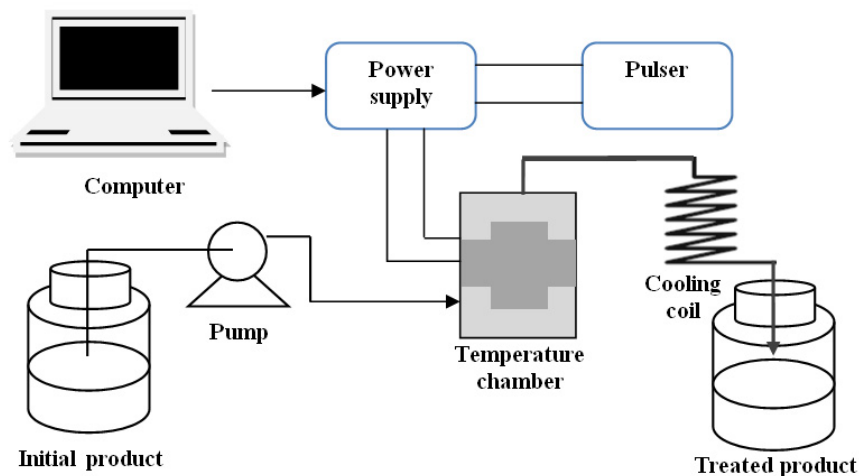 Power
supply
Pulser
Computer
Pump
Cooling
coil
Temperature
chamber
Initial product
Treated product